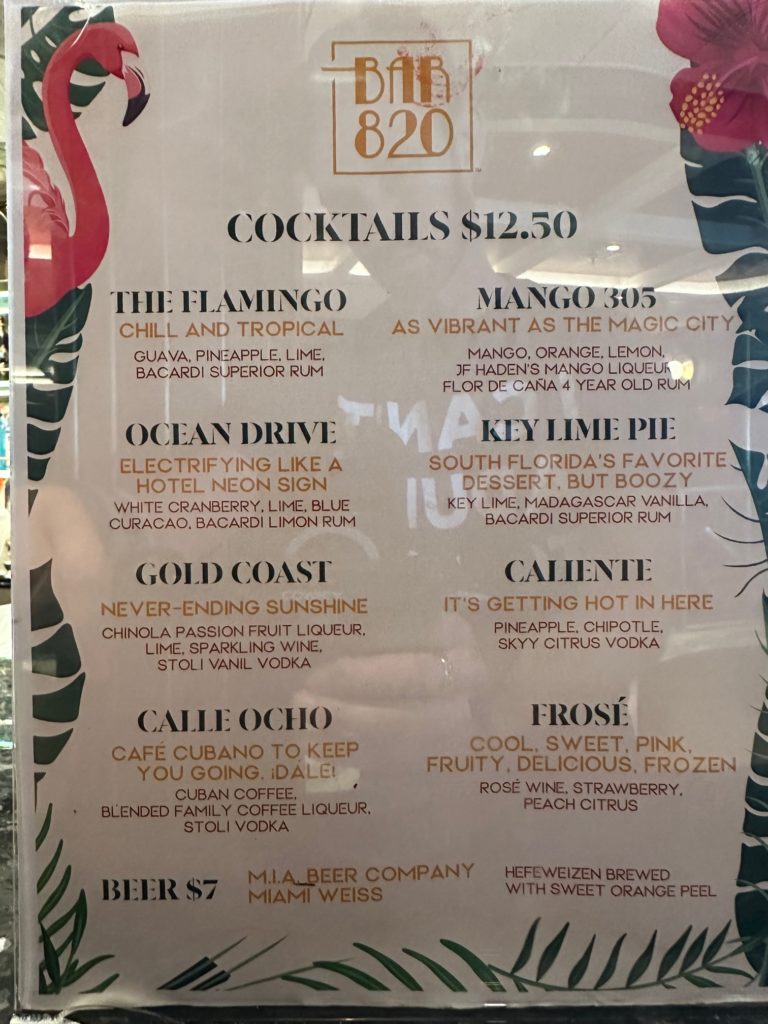 BAR
820
COCKTAILS $12.50
THE FLAMINGO
CHILL AND TROPICAL
GUAVA, PINEAPPLE, LIME,
BACARDI SUPERIOR RUM
MANGO 305
AS VIBRANT AS THE MAGIC CITY
MANGO, ORANGE, LEMON,
JF HADEN'S MANGO LIQUEUR
FLOR DE CAÑA 4 YEAR OLD RUM
OCEAN DRIVE
ELECTRIFYING LIKE A
HOTEL NEON SIGN
WHITE CRANBERRY, LIME, BLUE
CURACAO, BACARDI LIMON RUM
KEY LIME PIE
SOUTH FLORIDA'S FAVORITE
DESSERT, BUT BOOZY
KEY LIME, MADAGASCAR VANILLA,
BACARDI SUPERIOR RUM
GOLD COAST
NEVER-ENDING SUNSHINE
CHINOLA PASSION FRUIT LIQUEUR,
LIME, SPARKLING WINE,
STOLI VANIL VODKA
CALIENTE
IT'S GETTING HOT IN HERE
PINEAPPLE, CHIPOTLE,
SKYY CITRUS VODKA
CALLE OCHO
CAFÉ CUBANO TO KEEP
YOU GOING. ¡DALE!
CUBAN COFFEE,
BLENDED FAMILY COFFEE LIQUEUR,
STOLI VODKA
FROSÉ
COOL, SWEET, PINK,
FRUITY, DELICIOUS, FROZEN
ROSÉ WINE, STRAWBERRY,
PEACH CITRUS
BEER $7
M.I.A. BEER COMPANY
MIAMI WEISS
HEFEWEIZEN BREWED
WITH SWEET ORANGE PEEL